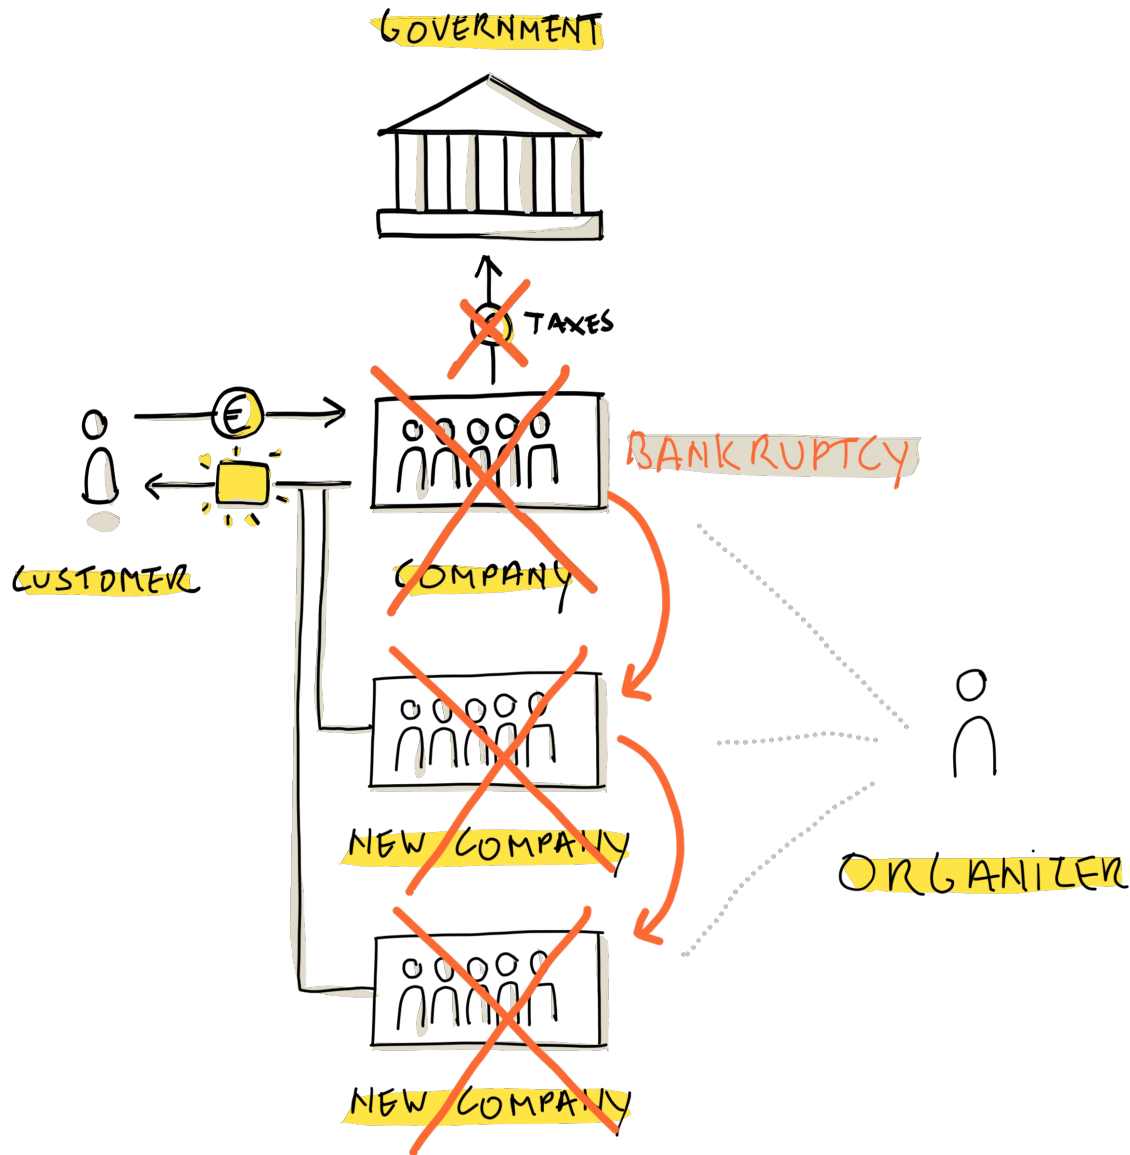 GOVERNMENT
TAXES
€
BANKRUPTCY
CUSTOMER
COMPANY
NEW COMPANY
ORGANIZER
NEW COMPANY